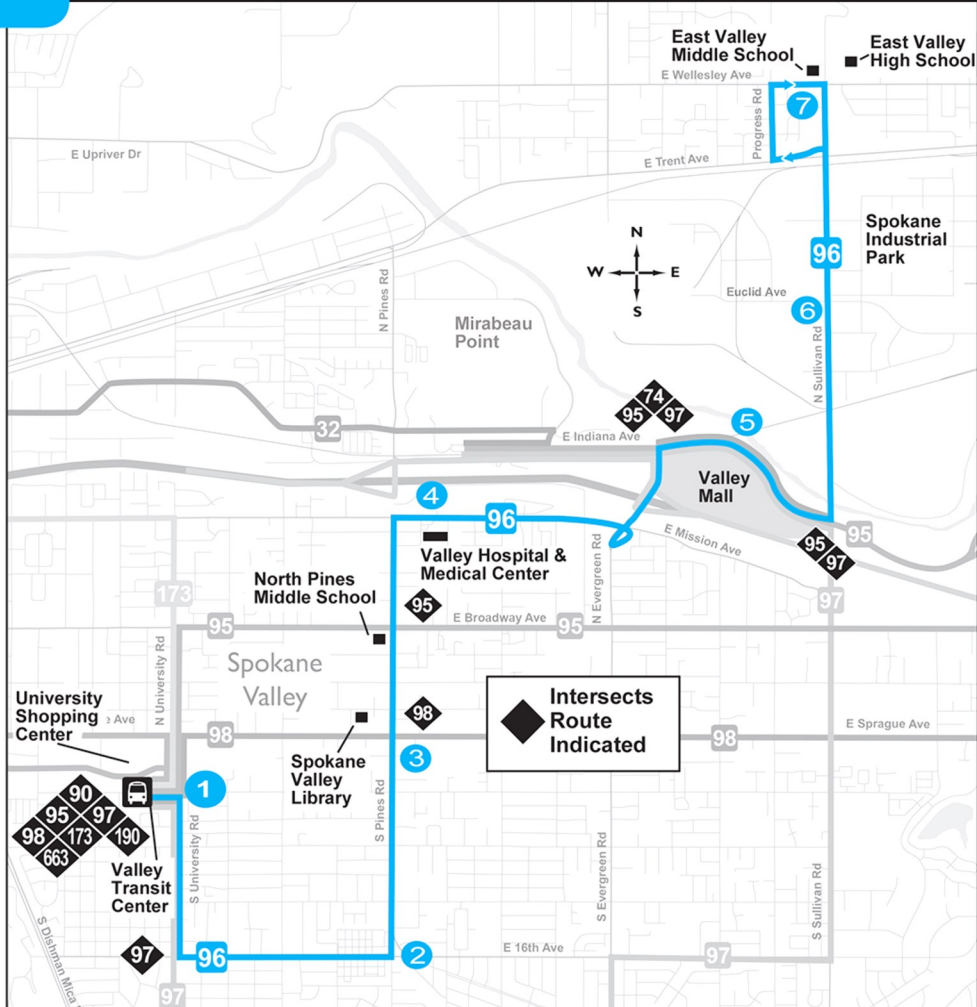 East Valley
Middle School
East Valley
High School
E Wellesley Ave
7
Progress Rd
E Upriver Dr
E Trent Ave
Spokane
Industrial
Park
N
W
E
S
96
Euclid Ave
6
N Pines Rd
Mirabeau
Point
N Sullivan Rd
74
95
97
5
32
E Indiana Ave
Valley
Mall
4
96
95
E Mission Ave
95
97
Valley Hospital &
Medical Center
N Evergreen Rd
North Pines
Middle School
173
95
97
95
E Broadway Ave
95
N University Rd
Spokane
Valley
University
Shopping
Center
e Ave
98
98
Intersects
Route
Indicated
E Sprague Ave
98
Spokane
Valley
Library
3
1
90
95
97
98
173
190
663
S Pines Rd
S University Rd
Valley
Transit
Center
S Evergreen Rd
S Sullivan Rd
S Dishman Mica
97
96
2
E 16th Ave
97
97